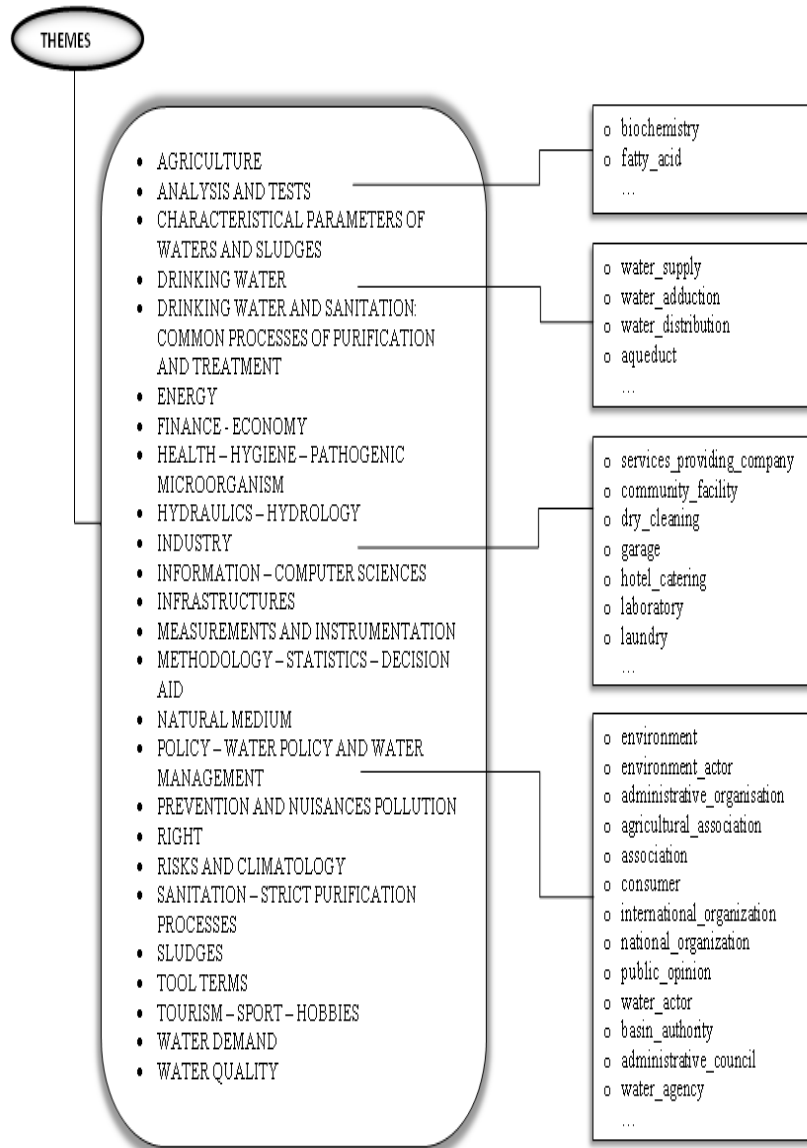 THEMES
• AGRICULTURE
• ANALYSIS AND TESTS
• CHARACTERISTICAL PARAMETERS OF
WATERS AND SLUDGES
• DRINKING WATER
• DRINKING WATER AND SANITATION:
COMMON PROCESSES OF PURIFICATION
AND TREATMENT
• ENERGY
• FINANCE - ECONOMY
• HEALTH – HYGIENE – PATHOGENIC
MICROORGANISM
• HYDRAULICS – HYDROLOGY
• INDUSTRY
• INFORMATION – COMPUTER SCIENCES
• INFRASTRUCTURES
• MEASUREMENTS AND INSTRUMENTATION
• METHODOLOGY – STATISTICS – DECISION
AID
• NATURAL MEDIUM
• POLICY – WATER POLICY AND WATER
MANAGEMENT
• PREVENTION AND NUISANCES POLLUTION
• RIGHT
• RISKS AND CLIMATOLOGY
• SANITATION – STRICT PURIFICATION
PROCESSES
• SLUDGES
• TOOL TERMS
• TOURISM – SPORT – HOBBIES
• WATER DEMAND
• WATER QUALITY
o biochemistry
o fatty_acid
...
o water_supply
o water_adduction
o water_distribution
o aqueduct
...
o services_providing_company
o community_facility
o dry_cleaning
o garage
o hotel_catering
o laboratory
o laundry
...
o environment
o environment_actor
o administrative_organisation
o agricultural_association
o association
o consumer
o international_organization
o national_organization
o public_opinion
o water_actor
o basin_authority
o administrative_council
o water_agency
...